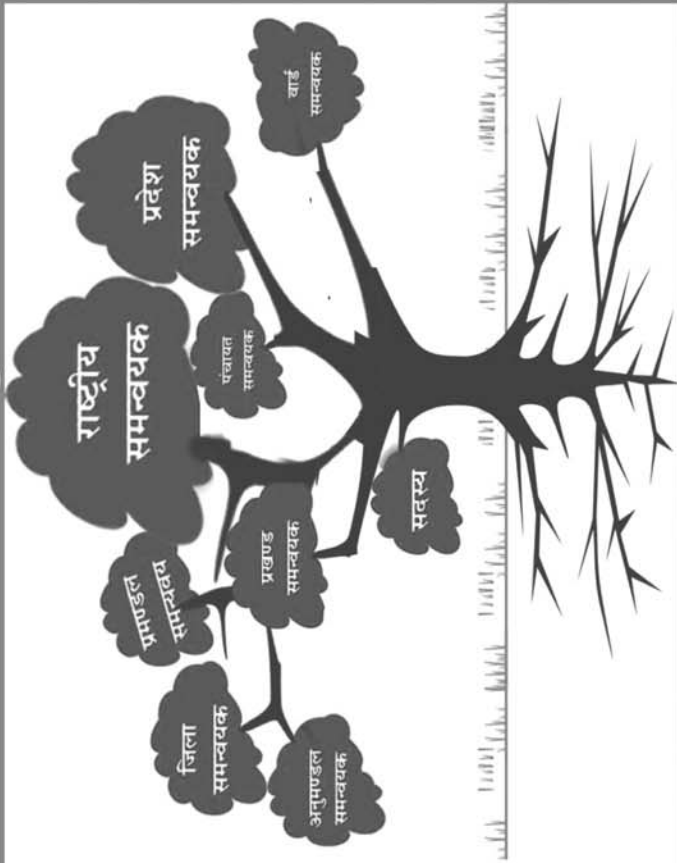 राष्ट्रीय
समन्वयक
प्रदेश
समन्वयक
प्रमण्डल
समन्वयय
जिला
समन्वयक
पंचायत
समन्वयक
प्रखण्ड
समन्वयक
वार्ड
समन्वयक
अनुमण्डल
समन्वयक
सदस्य